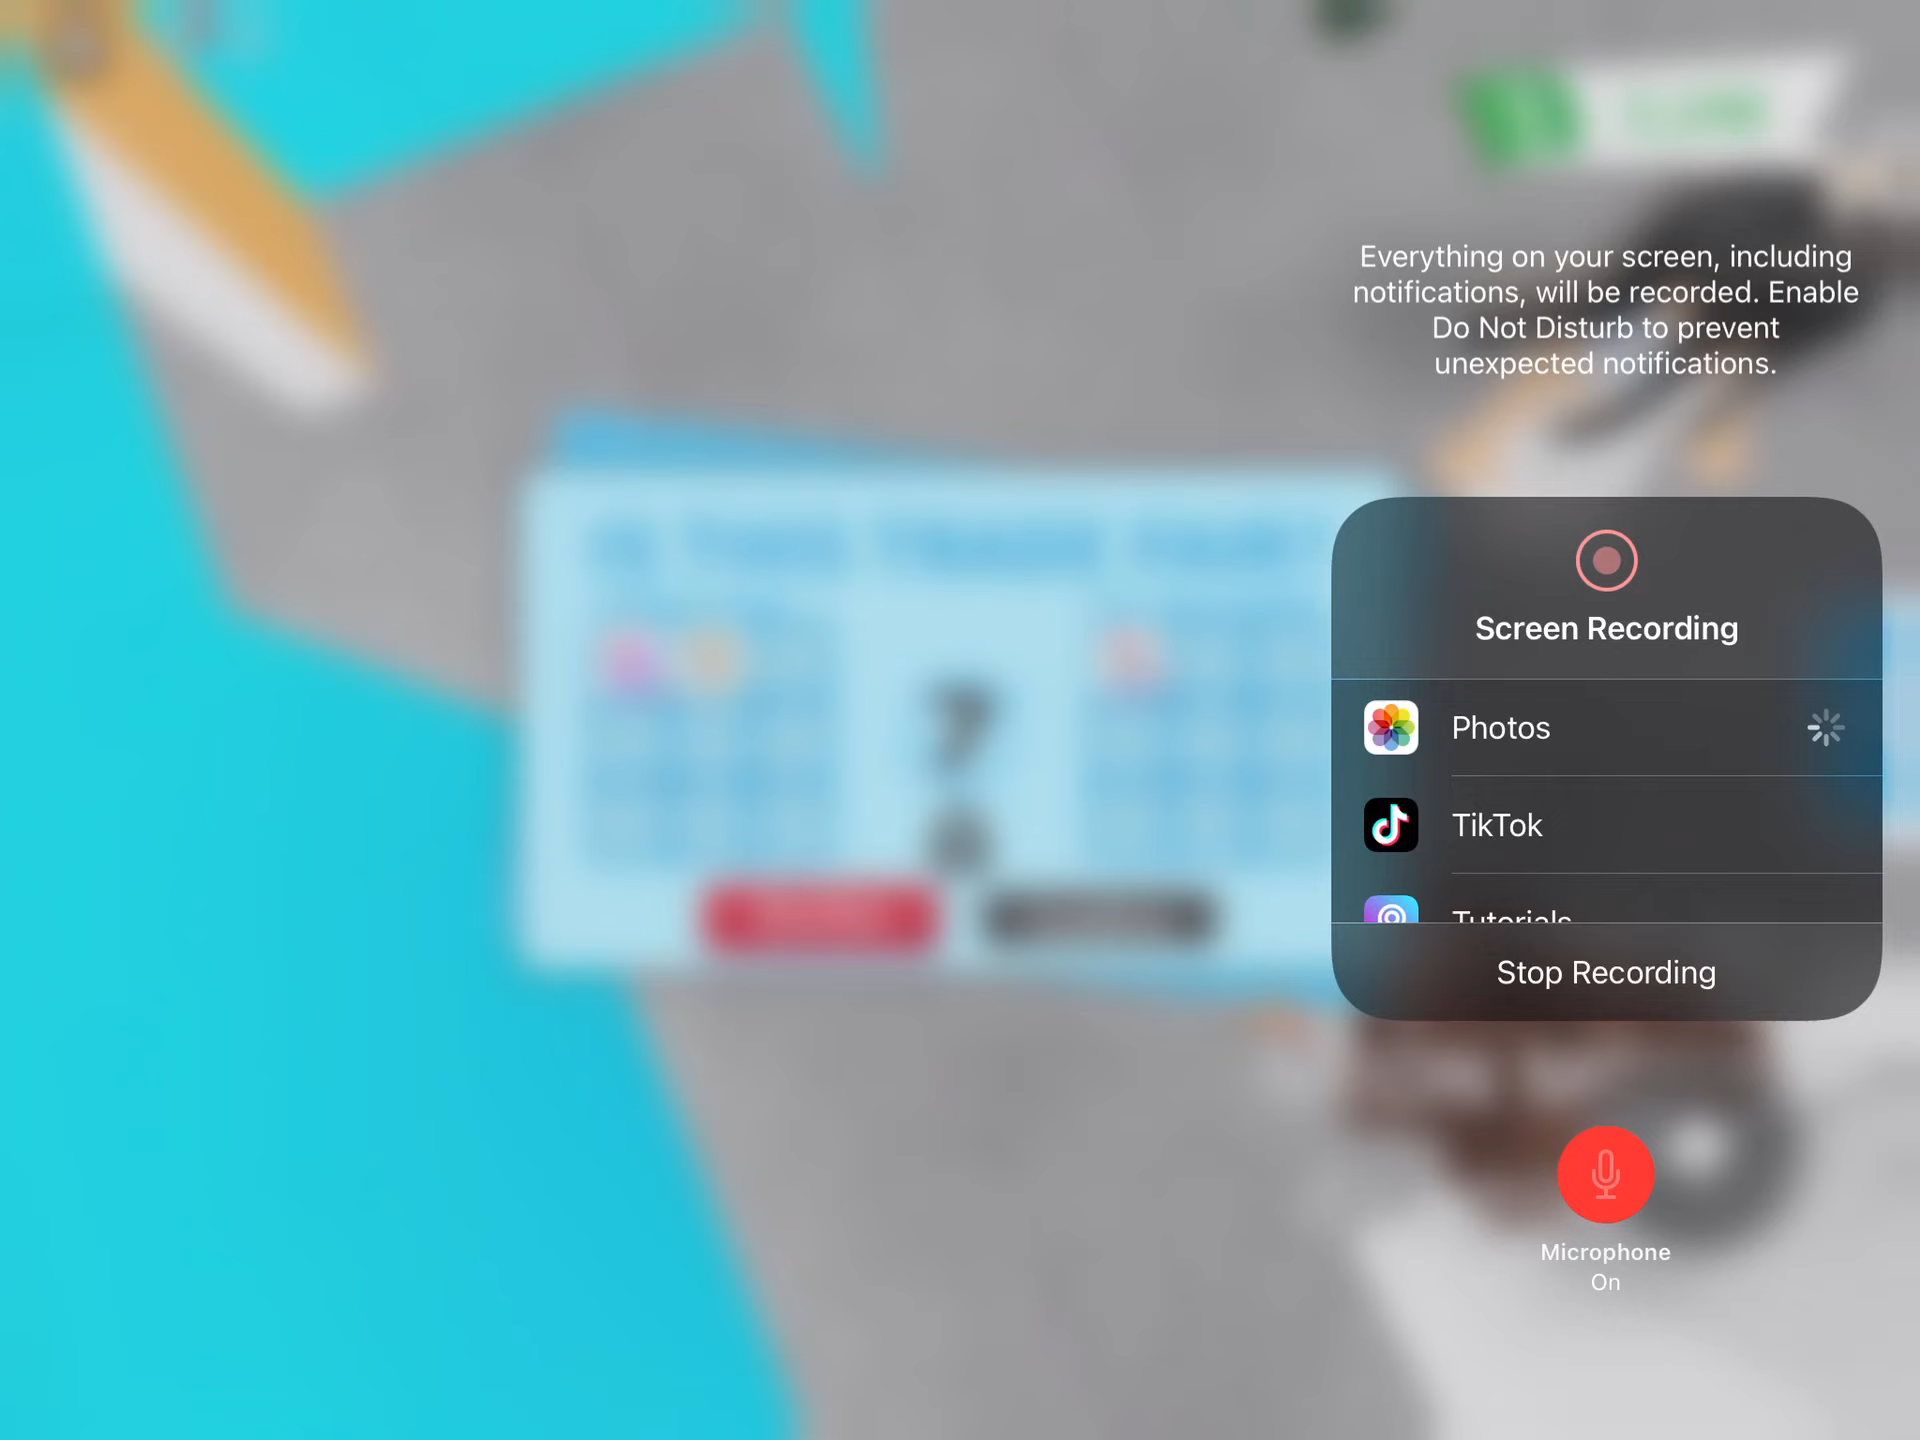 Everything on your screen, including
notifications, will be recorded. Enable
Do Not Disturb to prevent
unexpected notifications.
Screen Recording
Photos
TikTok
Tutorials
Stop Recording
Microphone
On